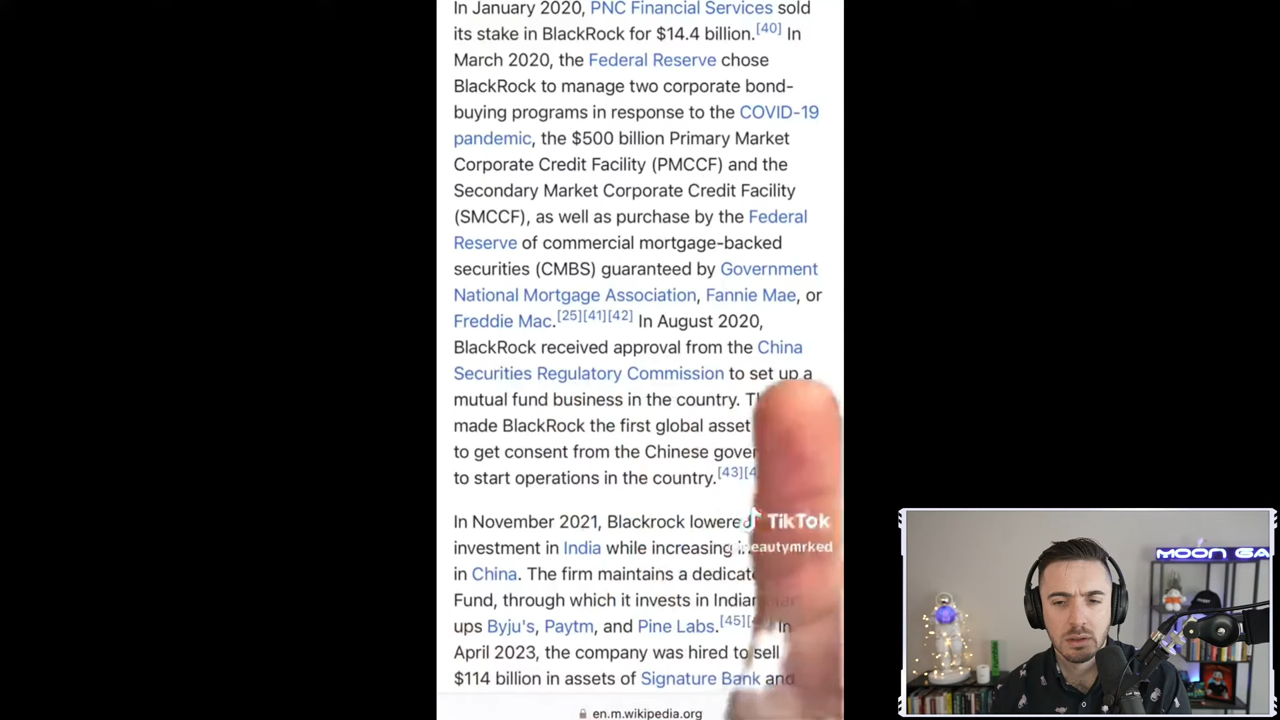 In January 2020, PNC Financial Services sold
its stake in BlackRock for $14.4 billion.[40] In
March 2020, the Federal Reserve chose
BlackRock to manage two corporate bond-
buying programs in response to the COVID-19
pandemic, the $500 billion Primary Market
Corporate Credit Facility (PMCCF) and the
Secondary Market Corporate Credit Facility
(SMCCF), as well as purchase by the Federal
Reserve of commercial mortgage-backed
securities (CMBS) guaranteed by Government
National Mortgage Association, Fannie Mae, or
Freddie Mac.[25][41][42] In August 2020,
BlackRock received approval from the China
Securities Regulatory Commission to set up a
mutual fund business in the country.
made BlackRock the first global asset
to get consent from the Chinese
to start operations in the country.[43]
In November 2021, Blackrock lowered
investment in India while increasing
in China. The firm maintains a
Fund, through which it invests in
ups Byju's, Paytm, and Pine Labs.[45] In
April 2023, the company was hired to sell
$114 billion in assets of Signature Bank and
en.m.wikipedia.org
TikTok
@beautymrked
MOON GA